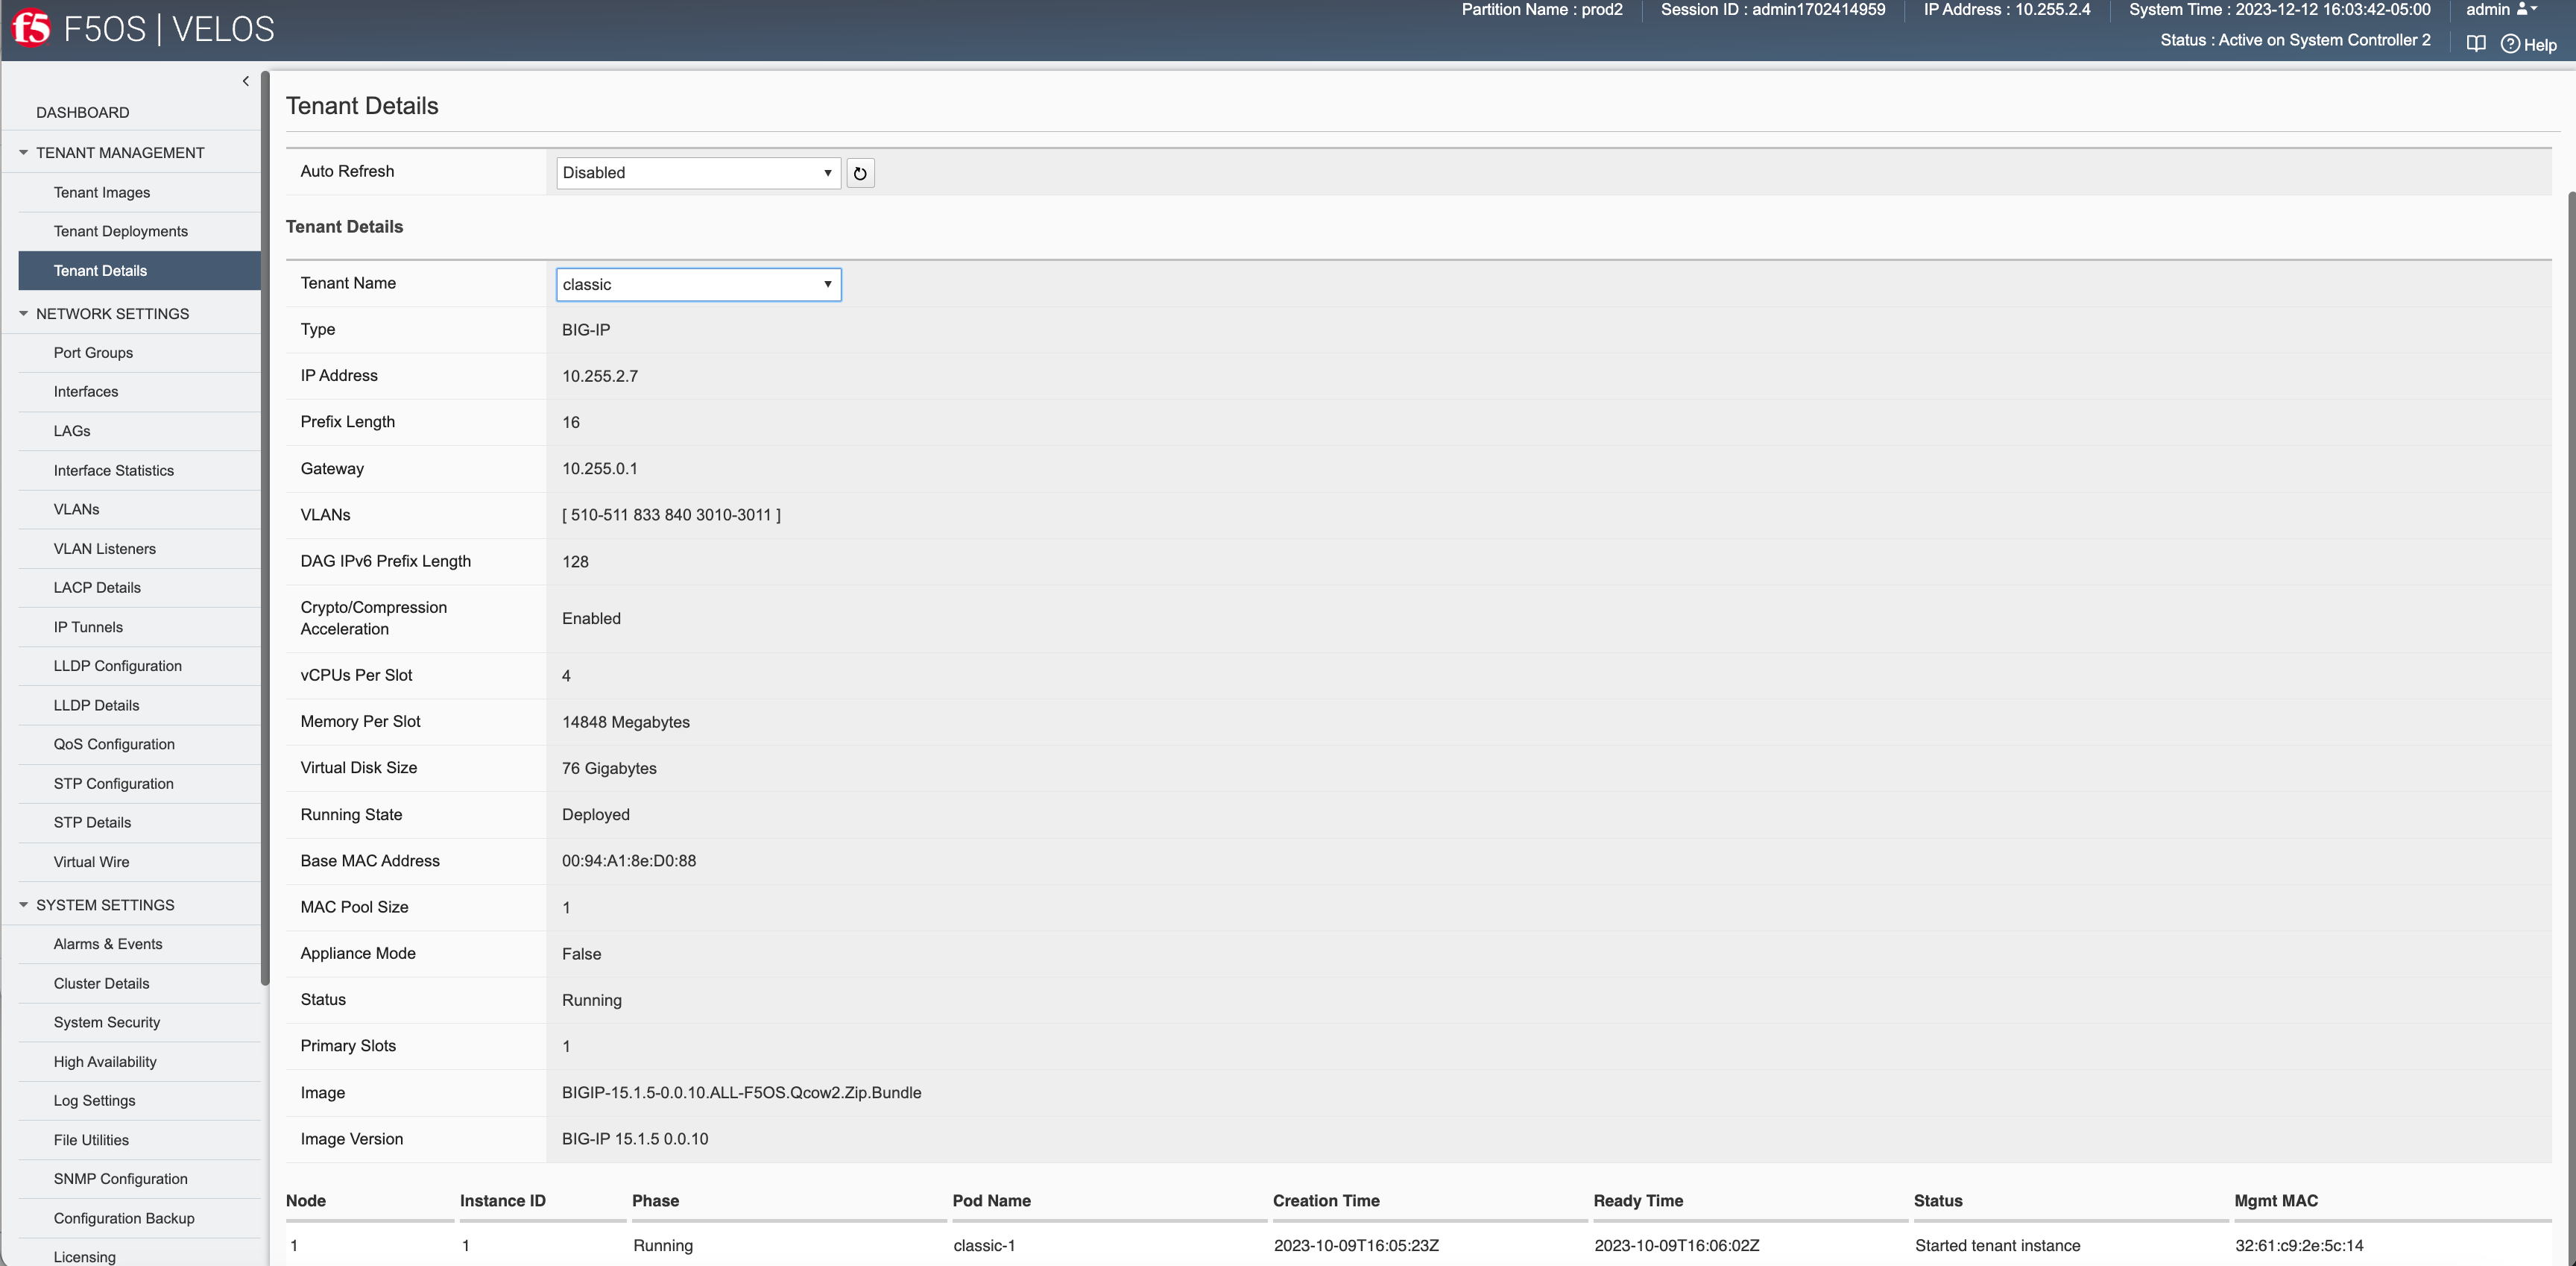 f5 F5OS | VELOS
Partition Name : prod2 Session ID : admin1702414959 IP Address : 10.255.2.4 System Time : 2023-12-12 16:03:42-05:00 admin
Status : Active on System Controller 2 Help
DASHBOARD
TENANT MANAGEMENT
Tenant Images
Tenant Deployments
Tenant Details
NETWORK SETTINGS
Port Groups
Interfaces
LAGs
Interface Statistics
VLANs
VLAN Listeners
LACP Details
IP Tunnels
LLDP Configuration
LLDP Details
QoS Configuration
STP Configuration
STP Details
Virtual Wire
SYSTEM SETTINGS
Alarms & Events
Cluster Details
System Security
High Availability
Log Settings
File Utilities
SNMP Configuration
Configuration Backup
Licensing
Tenant Details
Auto Refresh Disabled
Tenant Details
Tenant Name classic
Type BIG-IP
IP Address 10.255.2.7
Prefix Length 16
Gateway 10.255.0.1
VLANs [ 510-511 833 840 3010-3011 ]
DAG IPv6 Prefix Length 128
Crypto/Compression
Acceleration Enabled
vCPUs Per Slot 4
Memory Per Slot 14848 Megabytes
Virtual Disk Size 76 Gigabytes
Running State Deployed
Base MAC Address 00:94:A1:8e:D0:88
MAC Pool Size 1
Appliance Mode False
Status Running
Primary Slots 1
Image BIGIP-15.1.5-0.0.10.ALL-F5OS.Qcow2.Zip.Bundle
Image Version BIG-IP 15.1.5 0.0.10
Node Instance ID Phase Pod Name Creation Time Ready Time Status Mgmt MAC
1 1 Running classic-1 2023-10-09T16:05:23Z 2023-10-09T16:06:02Z Started tenant instance 32:61:c9:2e:5c:14